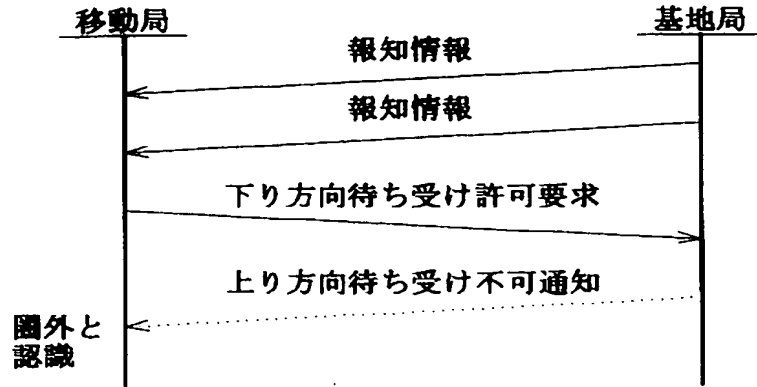 移動局
基地局
報知情報
報知情報
下り方向待ち受け許可要求
上り方向待ち受け不可通知
圏外と
認識